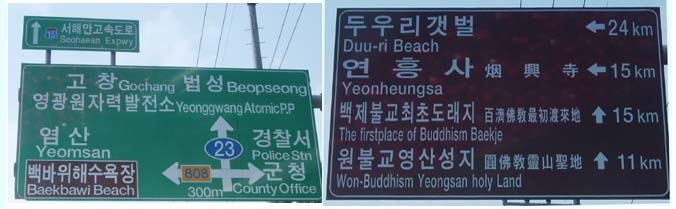 서해안고속도로
15 Seohaean Expwy
고창 Gochang 법성 Beopseong
영광원자력발전소 Yeonggwang Atomic P.P
염산
Yeomsan
23
경찰서
Police Stn
백바위해수욕장
Baekbawi Beach
808
300m
군청
County Office
두우리갯벌 24 km
Duu-ri Beach
연흥사 烟興寺 15 km
Yeonheungsa
백제불교최초도래지 百濟佛敎最初渡來地 15 km
The firstplace of Buddhism Baekje
원불교영산성지 圓佛敎靈山聖地 11 km
Won-Buddhism Yeongsan holy Land